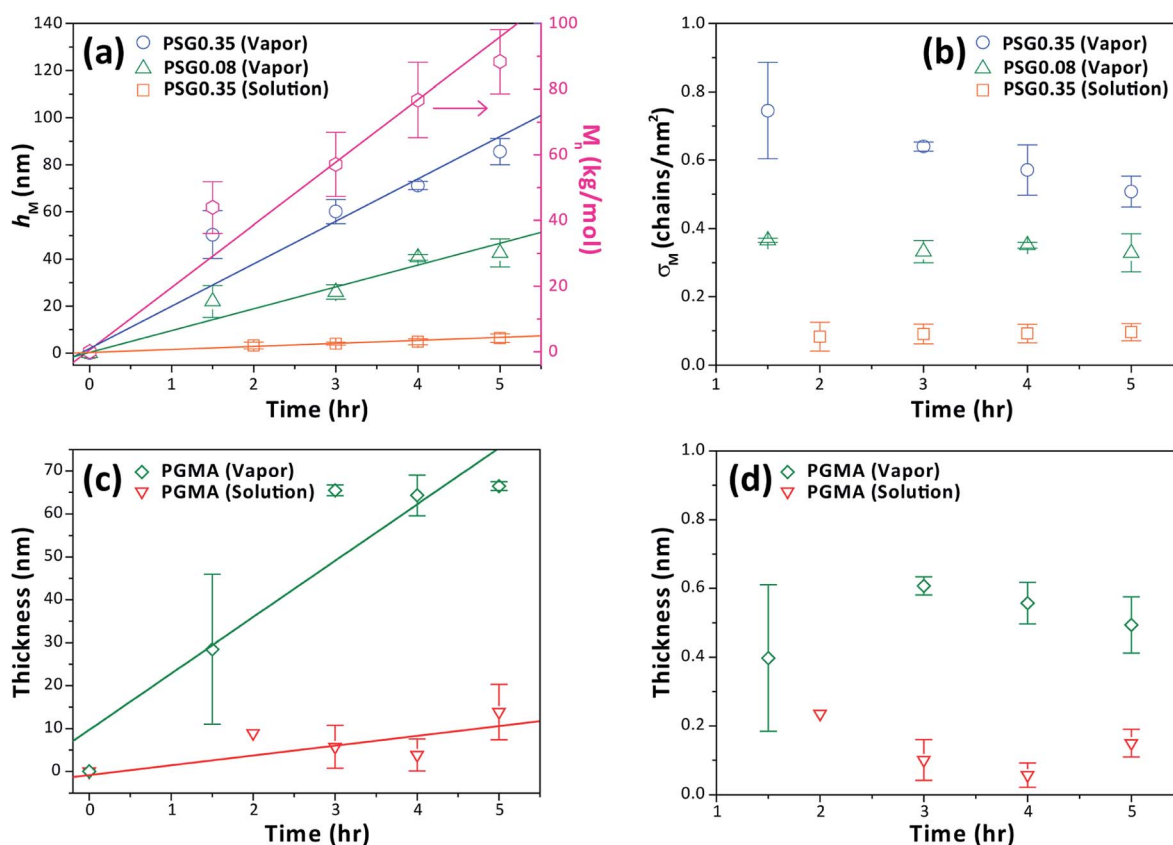 (a)
PSG0.35 (Vapor)
PSG0.08 (Vapor)
PSG0.35 (Solution)
140
120
100
80
60
40
20
0
hM (nm)
100
80
60
40
20
0
Mn (kg/mol)
0 1 2 3 4 5
Time (hr)
(b)
PSG0.35 (Vapor)
PSG0.08 (Vapor)
PSG0.35 (Solution)
1.0
0.8
0.6
0.4
0.2
0.0
σM (chains/nm²)
1 2 3 4 5
Time (hr)
(c)
PGMA (Vapor)
PGMA (Solution)
70
60
50
40
30
20
10
0
Thickness (nm)
0 1 2 3 4 5
Time (hr)
(d)
PGMA (Vapor)
PGMA (Solution)
1.0
0.8
0.6
0.4
0.2
0.0
Thickness (nm)
1 2 3 4 5
Time (hr)